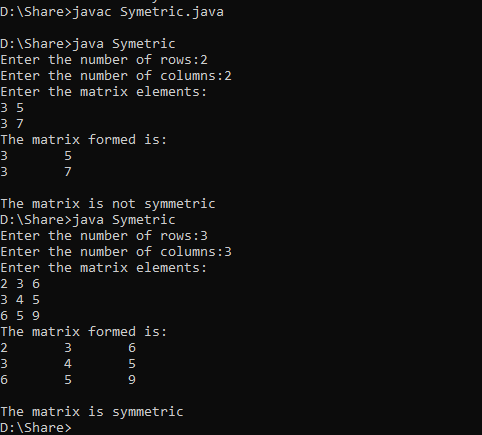 D:\Share>javac Symetric.java
D:\Share>java Symetric
Enter the number of rows:2
Enter the number of columns:2
Enter the matrix elements:
3 5
3 7
The matrix formed is:
3 5
3 7
The matrix is not symmetric
D:\Share>java Symetric
Enter the number of rows:3
Enter the number of columns:3
Enter the matrix elements:
2 3 6
3 4 5
6 5 9
The matrix formed is:
2 3 6
3 4 5
6 5 9
The matrix is symmetric
D:\Share>